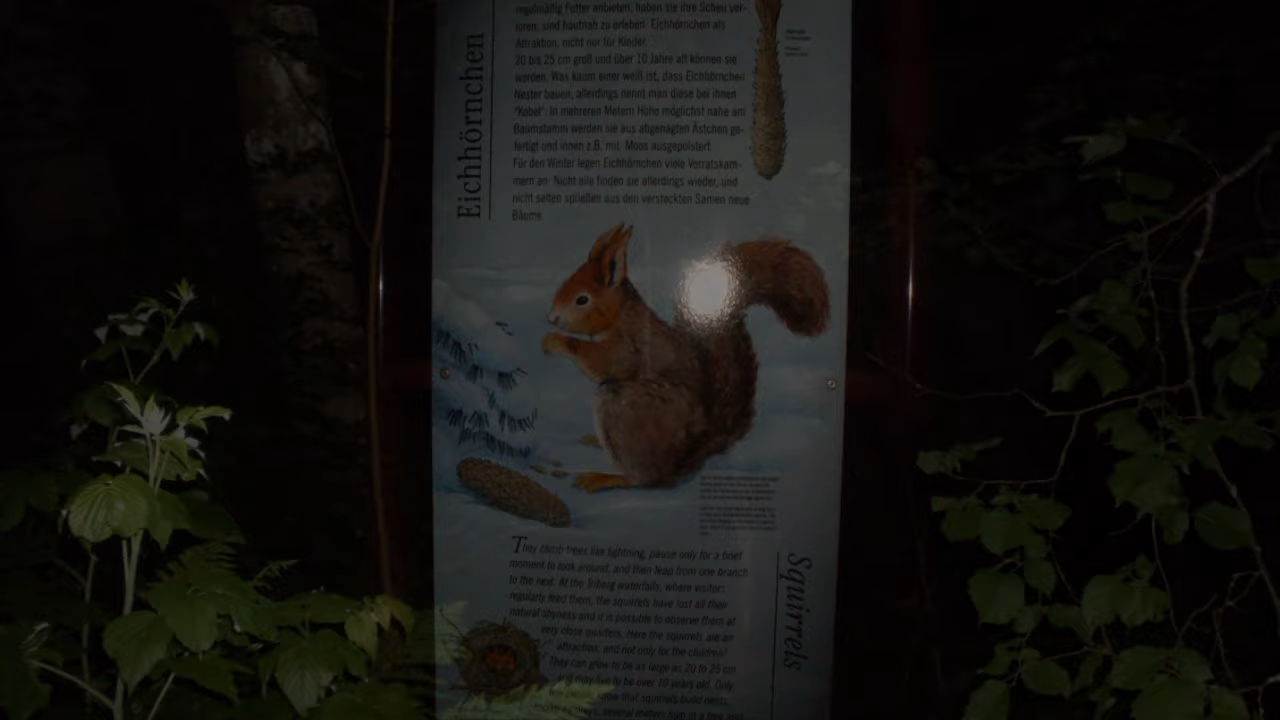 Eichhörnchen
regelmäßig Futter anbieten, haben sie ihre Scheu ver-
loren, sind hautnah zu erleben. Eichhörnchen als
Attraktion, nicht nur für Kinder.
20 bis 25 cm groß und über 10 Jahre alt können sie
werden. Was kaum einer weiß ist, dass Eichhörnchen
Nester bauen, allerdings nennt man diese bei ihnen
"Kobel". In mehreren Metern Höhe möglichst nahe am
Baumstamm werden sie aus abgenagten Ästchen ge-
fertigt und innen z.B. mit Moos ausgepolstert.
Für den Winter legen Eichhörnchen viele Vorratskam-
mern an. Nicht alle finden sie allerdings wieder, und
nicht selten sprießen aus den versteckten Samen neue
Bäume.
They climb trees like lightning, pause only for a brief
moment to look around, and then leap from one branch
to the next. At the Triberg waterfalls, where visitors
regularly feed them, the squirrels have lost all their
natural shyness and it is possible to observe them at
very close quarters. Here the squirrels are an
attraction, and not only for the children!
They can grow to be as large as 20 to 25 cm
and may live to be over 10 years old. Only
few people know that squirrels build nests,
several meters high in a tree and
Squirrels